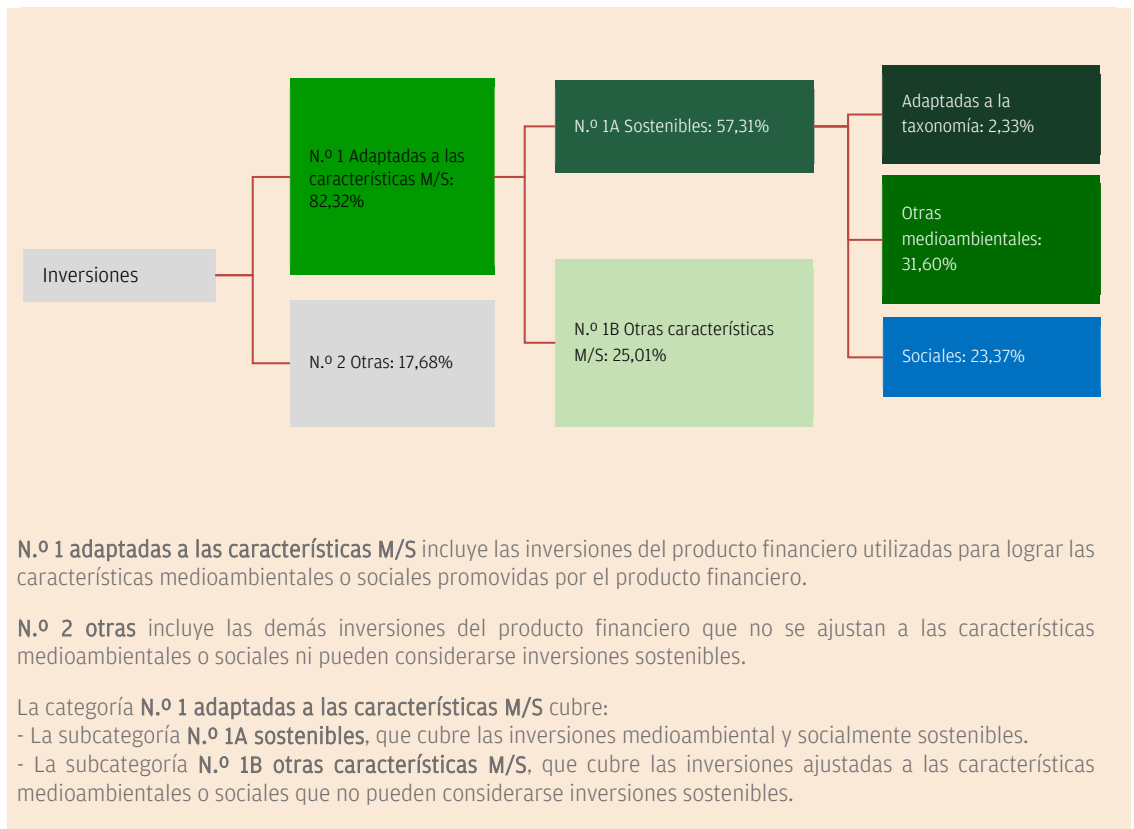 Inversiones
N.º 1 Adaptadas a las
características M/S:
82,32%
N.º 2 Otras: 17,68%
N.º 1A Sostenibles: 57,31%
N.º 1B Otras características
M/S: 25,01%
Adaptadas a la
taxonomía: 2,33%
Otras
medioambientales:
31,60%
Sociales: 23,37%
N.º 1 adaptadas a las características M/S incluye las inversiones del producto financiero utilizadas para lograr las
características medioambientales o sociales promovidas por el producto financiero.
N.º 2 otras incluye las demás inversiones del producto financiero que no se ajustan a las características
medioambientales o sociales ni pueden considerarse inversiones sostenibles.
La categoría N.º 1 adaptadas a las características M/S cubre:
- La subcategoría N.º 1A sostenibles, que cubre las inversiones medioambiental y socialmente sostenibles.
- La subcategoría N.º 1B otras características M/S, que cubre las inversiones ajustadas a las características
medioambientales o sociales que no pueden considerarse inversiones sostenibles.